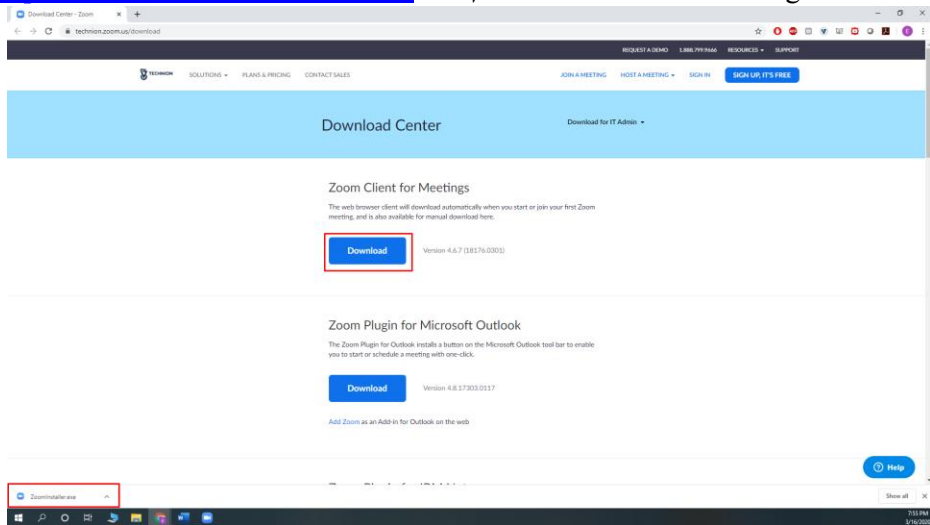 Download Center - Zoom
technion.zoom.us/download
REQUEST A DEMO 1.888.799.9666 RESOURCES SUPPORT
TECHNION SOLUTIONS PLANS & PRICING CONTACT SALES JOIN A MEETING HOST A MEETING SIGN IN SIGN UP, IT'S FREE
Download Center Download for IT Admin
Zoom Client for Meetings
The web browser client will download automatically when you start or join your first Zoom
meeting, and is also available for manual download here.
Download Version 4.6.7 (18176.0301)
Zoom Plugin for Microsoft Outlook
The Zoom Plugin for Outlook installs a button on the Microsoft Outlook tool bar to enable
you to start or schedule a meeting with one-click.
Download Version 4.8.17303.0117
Add Zoom as an Add-in for Outlook on the web
Help
ZoomInstaller.exe Show all
7:55 PM
3/16/2020